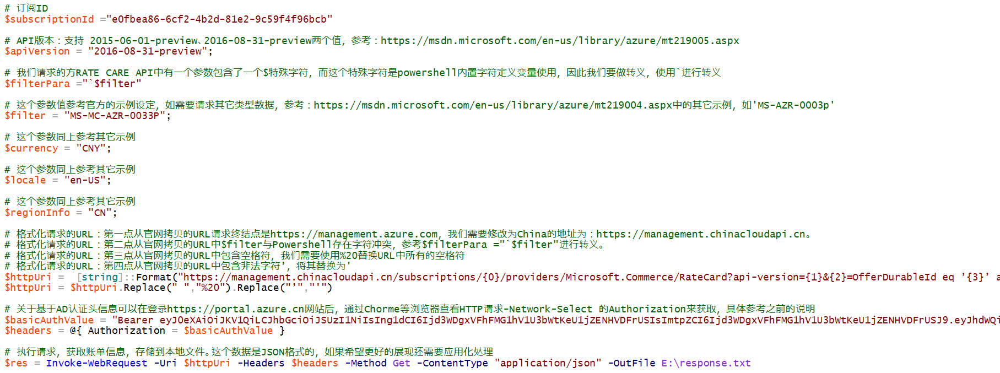 # 订阅ID
$subscriptionId ="e0fbea86-6cf2-4b2d-81e2-9c59f4f96bcb"
# API版本：支持 2015-06-01-preview、2016-08-31-preview两个值，参考：https://msdn.microsoft.com/en-us/library/azure/mt219005.aspx
$apiVersion = "2016-08-31-preview";
# 我们请求的方RATE CARE API中有一个参数包含了一个$特殊字符，而这个特殊字符是powershell内置字符定义变量使用，因此我们要做转义，使用`进行转义
$filterPara ="`$filter"
# 这个参数值参考官方的示例设定，如需要请求其它类型数据，参考：https://msdn.microsoft.com/en-us/library/azure/mt219004.aspx中的其它示例，如'MS-AZR-0003p'
$filter = "MS-MC-AZR-0033P";
# 这个参数同上参考其它示例
$currency = "CNY";
# 这个参数同上参考其它示例
$locale = "en-US";
# 这个参数同上参考其它示例
$regionInfo = "CN";
# 格式化请求的URL：第一点从官网拷贝的URL请求终结点是https://management.azure.com，我们需要修改为China的地址为：https://management.chinacloudapi.cn。
# 格式化请求的URL：第二点从官网拷贝的URL中$filter与Powershell存在字符冲突，参考$filterPara ="`$filter"进行转义。
# 格式化请求的URL：第三点从官网拷贝的URL中包含空格符，我们需要使用%20替换URL中所有的空格符
# 格式化请求的URL：第四点从官网拷贝的URL中包含非法字符’，将其替换为'
$httpUri =  [string]::Format("https://management.chinacloudapi.cn/subscriptions/{0}/providers/Microsoft.Commerce/RateCard?api-version={1}&{2}=OfferDurableId eq ’{3}’ a
$httpUri = $httpUri.Replace(" ","%20").Replace("’","'")
# 关于基于AD认证头信息可以在登录https://portal.azure.cn网站后，通过Chorme等浏览器查看HTTP请求-Network-Select 的Authorization来获取，具体参考之前的说明
$basicAuthValue = "Bearer eyJ0eXAiOiJKV1QiLCJhbGciOiJSUzI1NiIsIng1dCI6Ijd3WDgxVFhFMG1hV1U3bWtKeU1jZENHVDFrUSIsImtpZCI6Ijd3WDgxVFhFMG1hV1U3bWtKeU1jZENHVDFrUSJ9.eyJhdWQi
$headers = @{ Authorization = $basicAuthValue }
# 执行请求，获取账单信息，存储到本地文件。这个数据是JSON格式的，如果希望更好的展现还需要应用化处理
$res = Invoke-WebRequest -Uri $httpUri -Headers $headers -Method Get -ContentType "application/json" -OutFile E:\response.txt